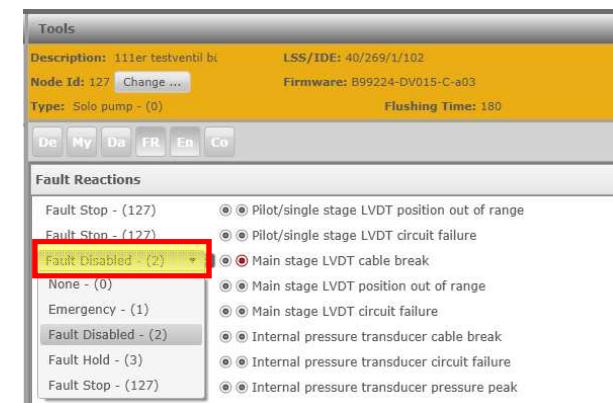 Tools
Description: 111er testventil bu LSS/IDE: 40/269/1/102
Node Id: 127 Change ... Firmware: B99224-DV015-C-a03
Type: Solo pump - (0) Flushing Time: 180
De My Da FR En Co
Fault Reactions
Fault Stop - (127) Pilot/single stage LVDT position out of range
Fault Stop - (127) Pilot/single stage LVDT circuit failure
Fault Disabled - (2) Main stage LVDT cable break
None - (0) Main stage LVDT position out of range
Emergency - (1) Main stage LVDT circuit failure
Fault Disabled - (2) Internal pressure transducer cable break
Fault Hold - (3) Internal pressure transducer circuit failure
Fault Stop - (127) Internal pressure transducer pressure peak